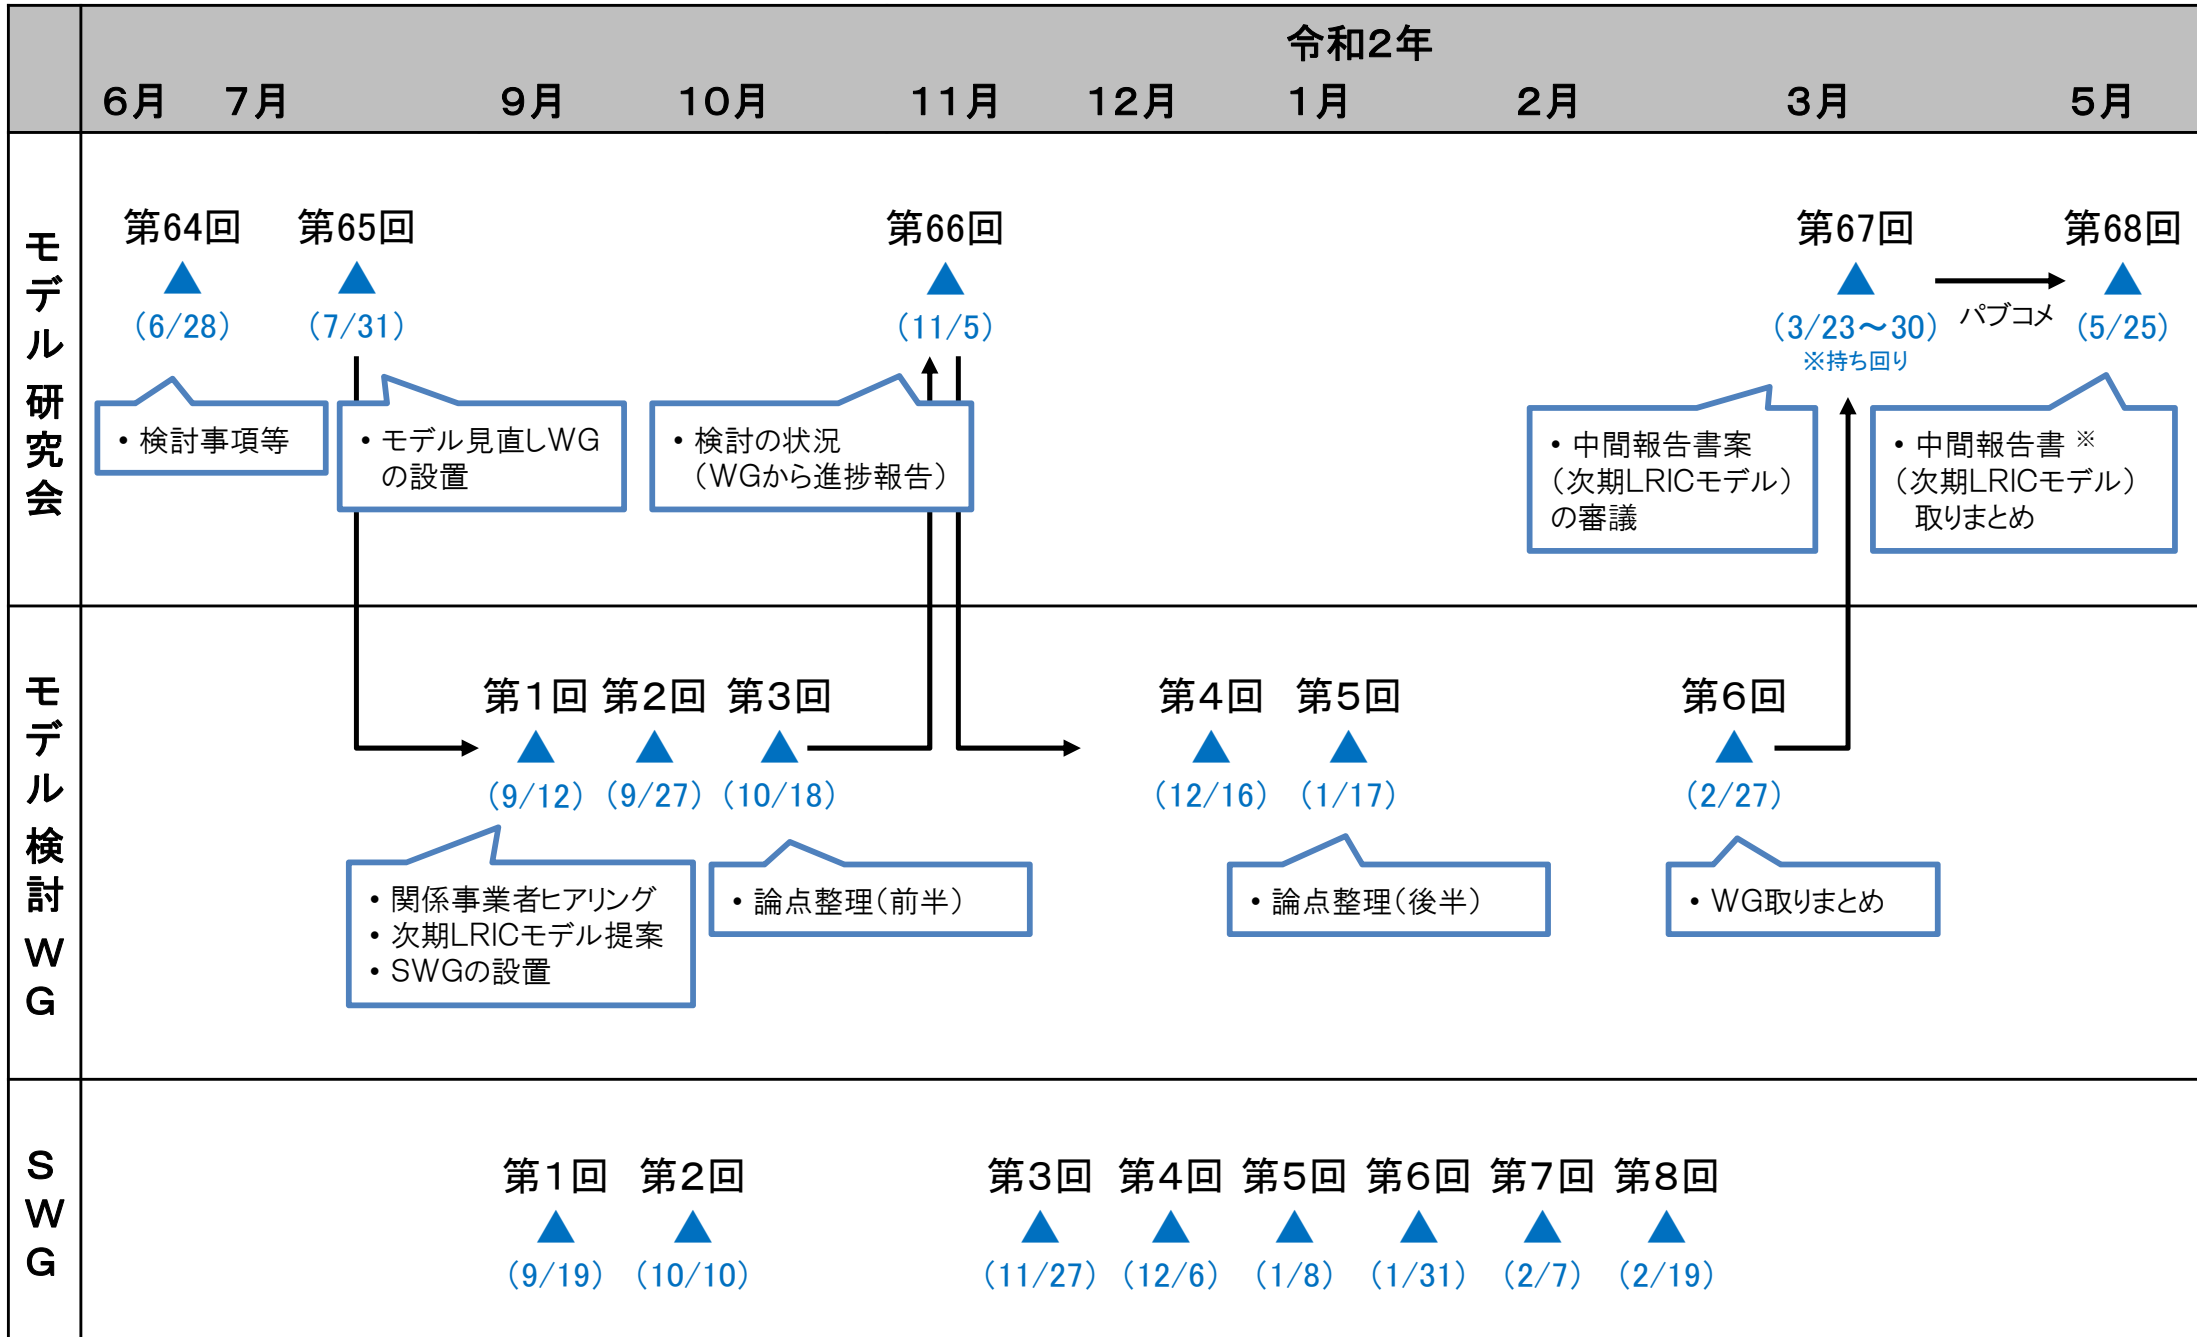 令和2年
6月 7月 9月 10月 11月 12月 1月 2月 3月 5月
モデル研究会
第64回 第65回 第66回 第67回 第68回
(6/28) (7/31) (11/5) (3/23～30) パブコメ (5/25)
※持ち回り
・検討事項等
・モデル見直しWG
の設置
・検討の状況
（WGから進捗報告）
・中間報告書案
（次期LRICモデル）
の審議
・中間報告書※
（次期LRICモデル）
取りまとめ
モデル検討WG
第1回 第2回 第3回 第4回 第5回 第6回
(9/12) (9/27) (10/18) (12/16) (1/17) (2/27)
・関係事業者ヒアリング
・次期LRICモデル提案
・SWGの設置
・論点整理（前半）
・論点整理（後半）
・WG取りまとめ
SWG
第1回 第2回 第3回 第4回 第5回 第6回 第7回 第8回
(9/19) (10/10) (11/27) (12/6) (1/8) (1/31) (2/7) (2/19)